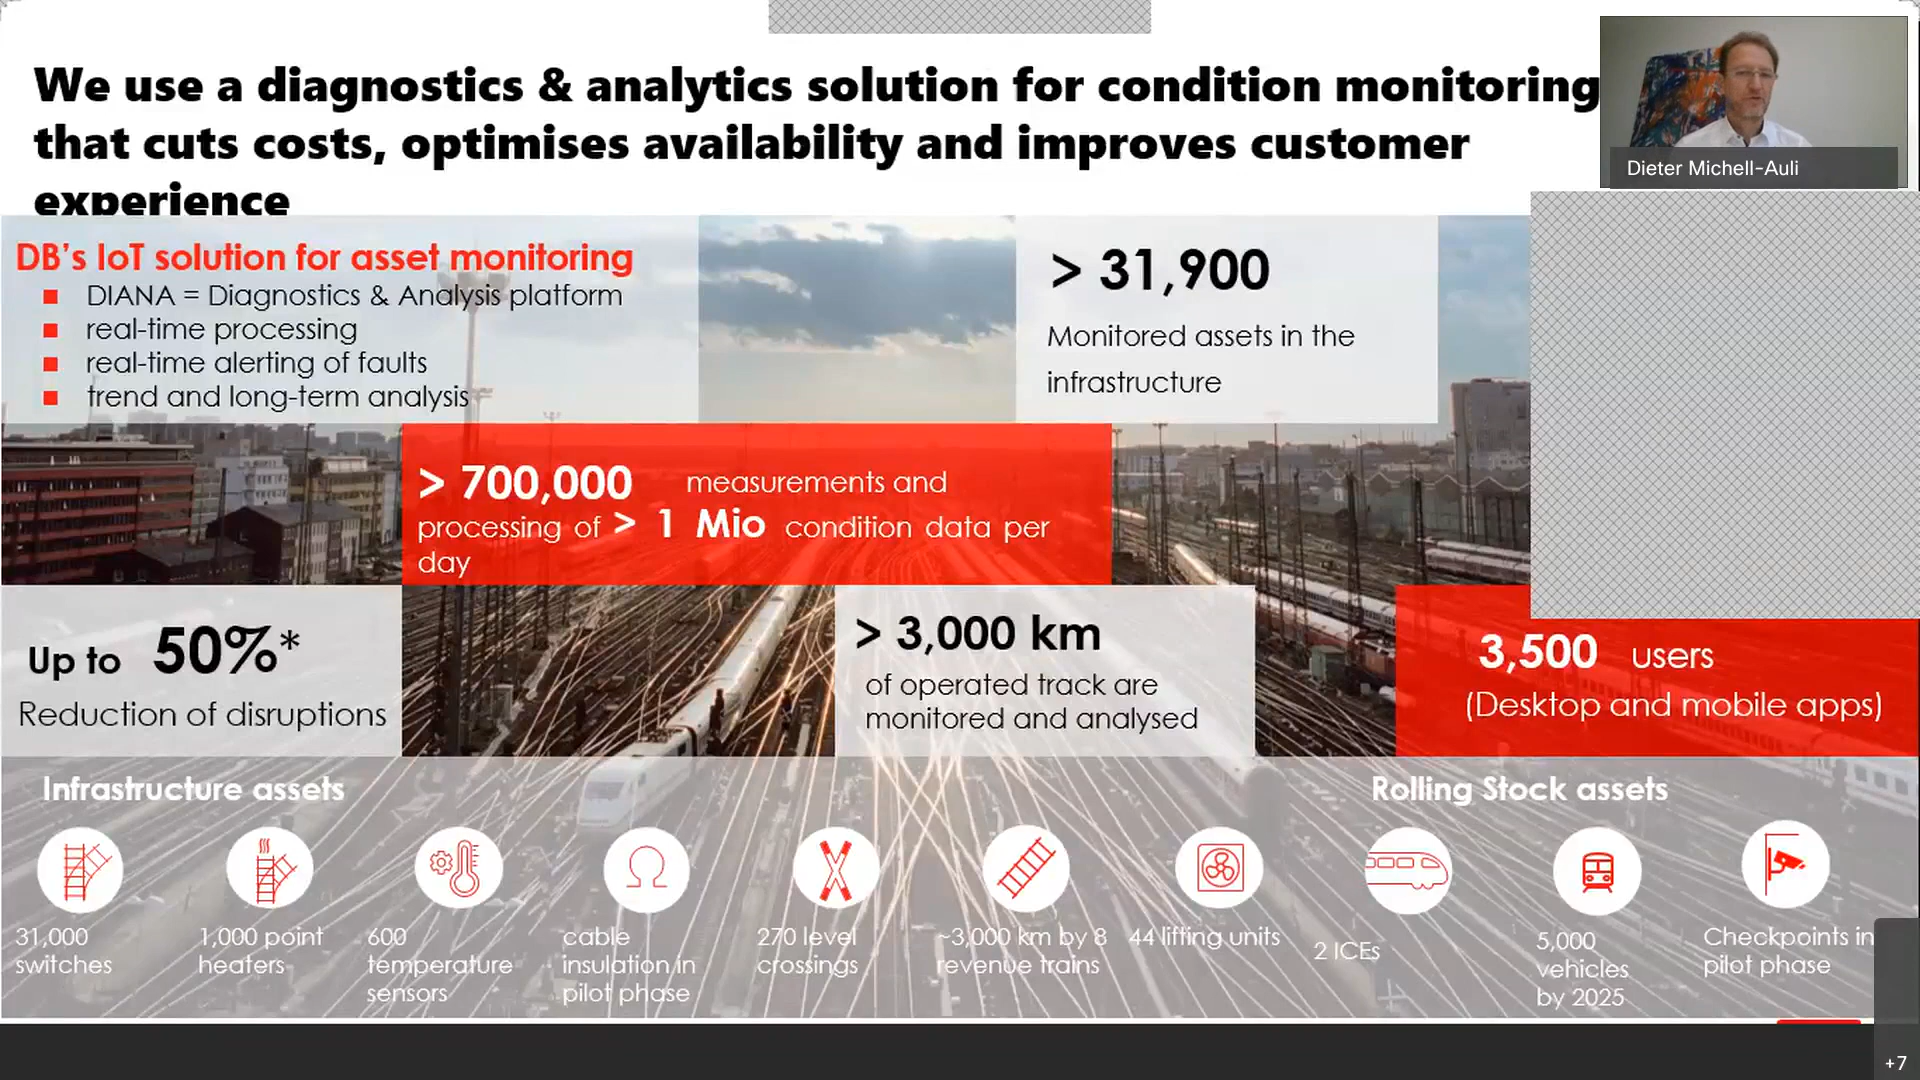 We use a diagnostics & analytics solution for condition monitoring
that cuts costs, optimises availability and improves customer
experience
Dieter Michell-Auli
DB's IoT solution for asset monitoring
DIANA = Diagnostics & Analysis platform
real-time processing
real-time alerting of faults
trend and long-term analysis
> 31,900
Monitored assets in the
infrastructure
> 700,000 measurements and
processing of > 1 Mio condition data per
day
Up to 50%*
Reduction of disruptions
> 3,000 km
of operated track are
monitored and analysed
3,500 users
(Desktop and mobile apps)
Infrastructure assets
Rolling Stock assets
31,000
switches
1,000 point
heaters
600
temperature
sensors
cable
insulation in
pilot phase
270 level
crossings
~3,000 km by 8
revenue trains
44 lifting units
2 ICEs
5,000
vehicles
by 2025
Checkpoints in
pilot phase
+7